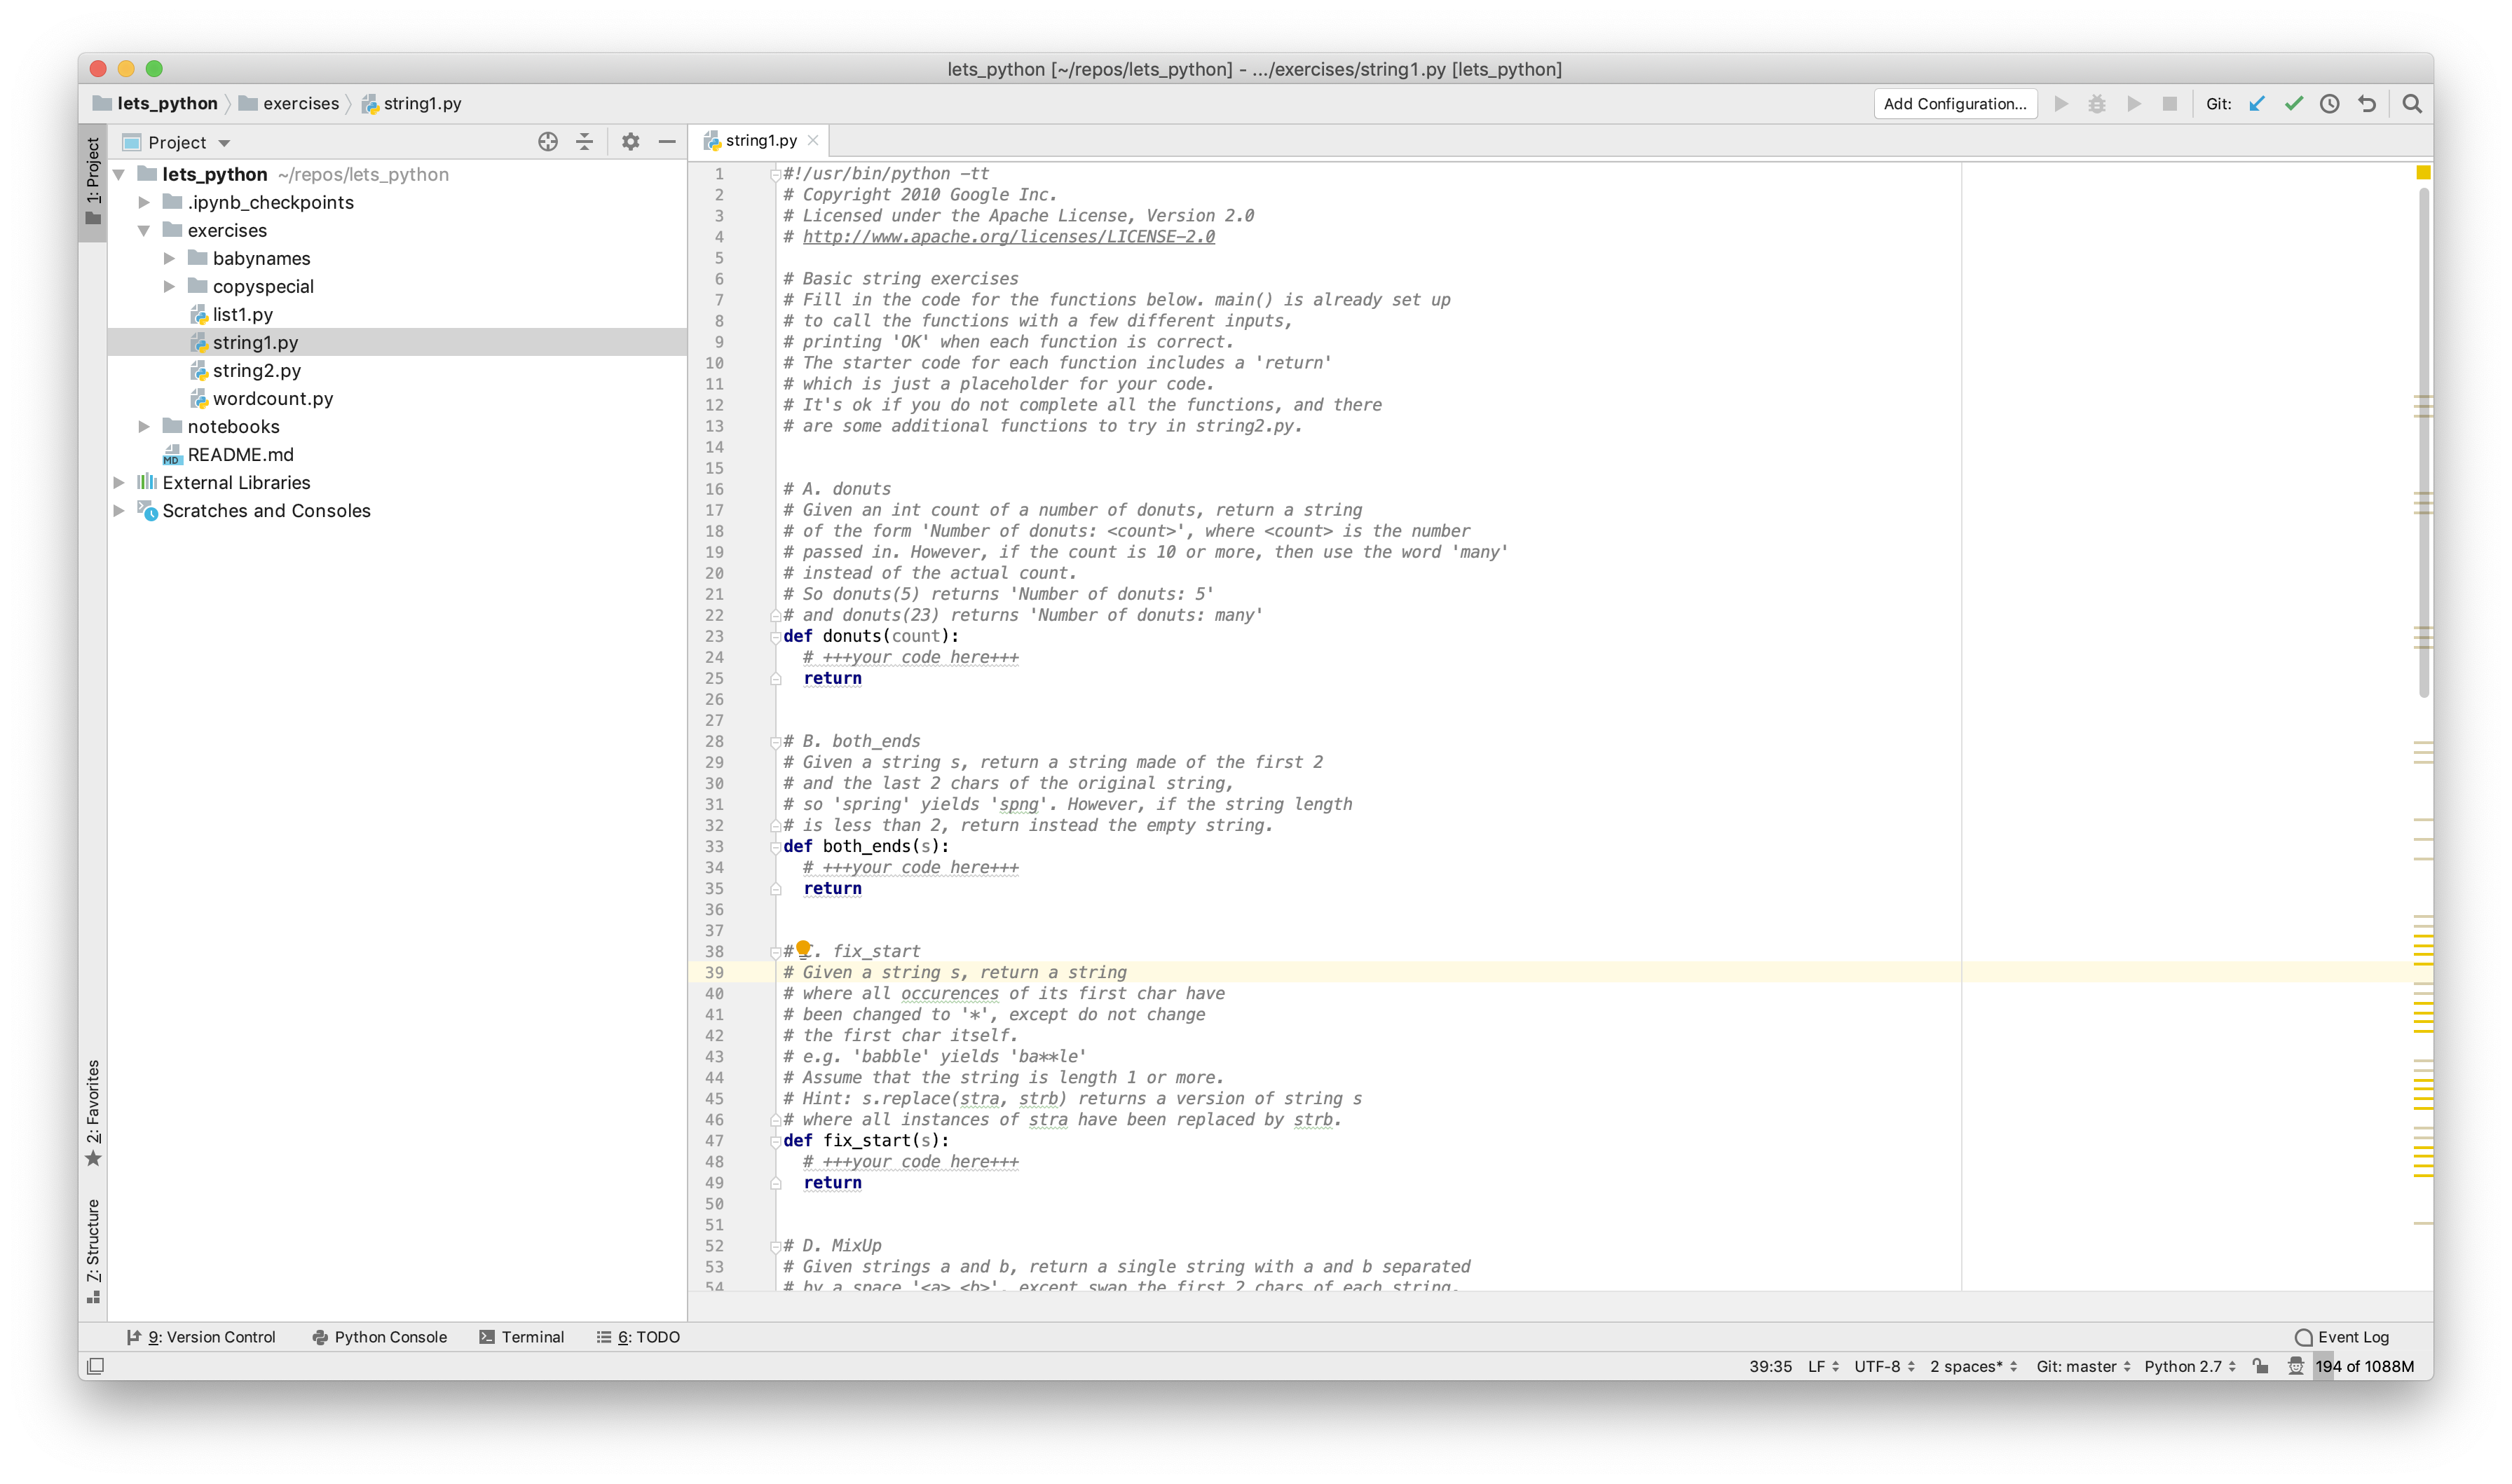 lets_python [~/repos/lets_python] - .../exercises/string1.py [lets_python]
lets_python exercises string1.py
Add Configuration... Git:
1: Project
Project
lets_python ~/repos/lets_python
.ipynb_checkpoints
exercises
babynames
copyspecial
list1.py
string1.py
string2.py
wordcount.py
notebooks
MD README.md
External Libraries
Scratches and Consoles
2: Favorites
7: Structure
string1.py
1 #!/usr/bin/python -tt
2 # Copyright 2010 Google Inc.
3 # Licensed under the Apache License, Version 2.0
4 # http://www.apache.org/licenses/LICENSE-2.0
5
6 # Basic string exercises
7 # Fill in the code for the functions below. main() is already set up
8 # to call the functions with a few different inputs,
9 # printing 'OK' when each function is correct.
10 # The starter code for each function includes a 'return'
11 # which is just a placeholder for your code.
12 # It's ok if you do not complete all the functions, and there
13 # are some additional functions to try in string2.py.
14
15
16 # A. donuts
17 # Given an int count of a number of donuts, return a string
18 # of the form 'Number of donuts: <count>', where <count> is the number
19 # passed in. However, if the count is 10 or more, then use the word 'many'
20 # instead of the actual count.
21 # So donuts(5) returns 'Number of donuts: 5'
22 # and donuts(23) returns 'Number of donuts: many'
23 def donuts(count):
24   # +++your code here+++
25   return
26
27
28 # B. both_ends
29 # Given a string s, return a string made of the first 2
30 # and the last 2 chars of the original string,
31 # so 'spring' yields 'spng'. However, if the string length
32 # is less than 2, return instead the empty string.
33 def both_ends(s):
34   # +++your code here+++
35   return
36
37
38 # C. fix_start
39 # Given a string s, return a string
40 # where all occurences of its first char have
41 # been changed to '*', except do not change
42 # the first char itself.
43 # e.g. 'babble' yields 'ba**le'
44 # Assume that the string is length 1 or more.
45 # Hint: s.replace(stra, strb) returns a version of string s
46 # where all instances of stra have been replaced by strb.
47 def fix_start(s):
48   # +++your code here+++
49   return
50
51
52 # D. MixUp
53 # Given strings a and b, return a single string with a and b separated
54 # by a space '<a> <b>', except swap the first 2 chars of each string.
9: Version Control Python Console Terminal 6: TODO Event Log
39:35 LF UTF-8 2 spaces* Git: master Python 2.7 194 of 1088M